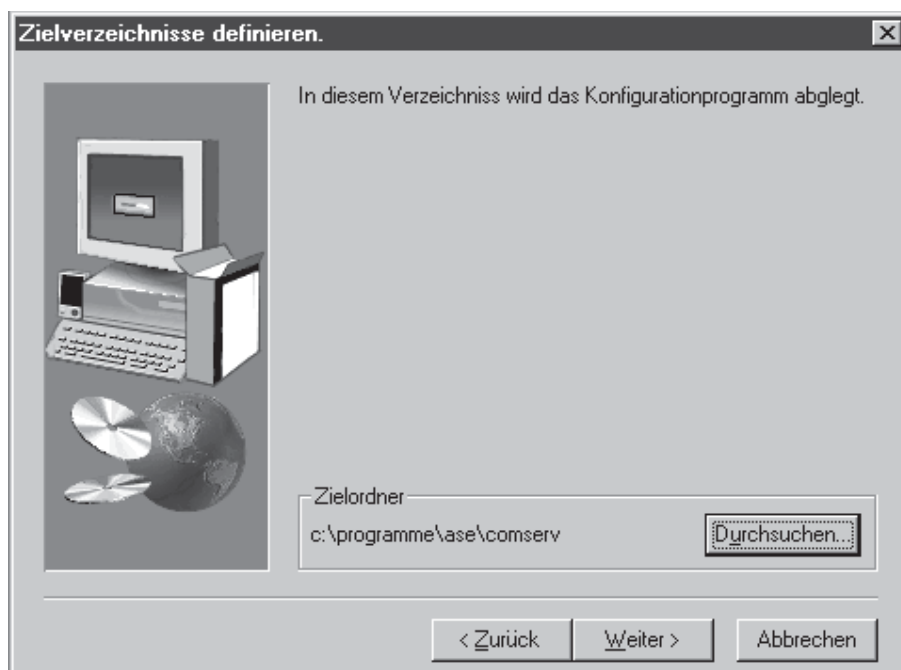 Zielverzeichnisse definieren.
In diesem Verzeichniss wird das Konfigurationprogramm abglegt.
Zielordner
c:\programme\ase\comserv
Durchsuchen...
< Zurück
Weiter >
Abbrechen